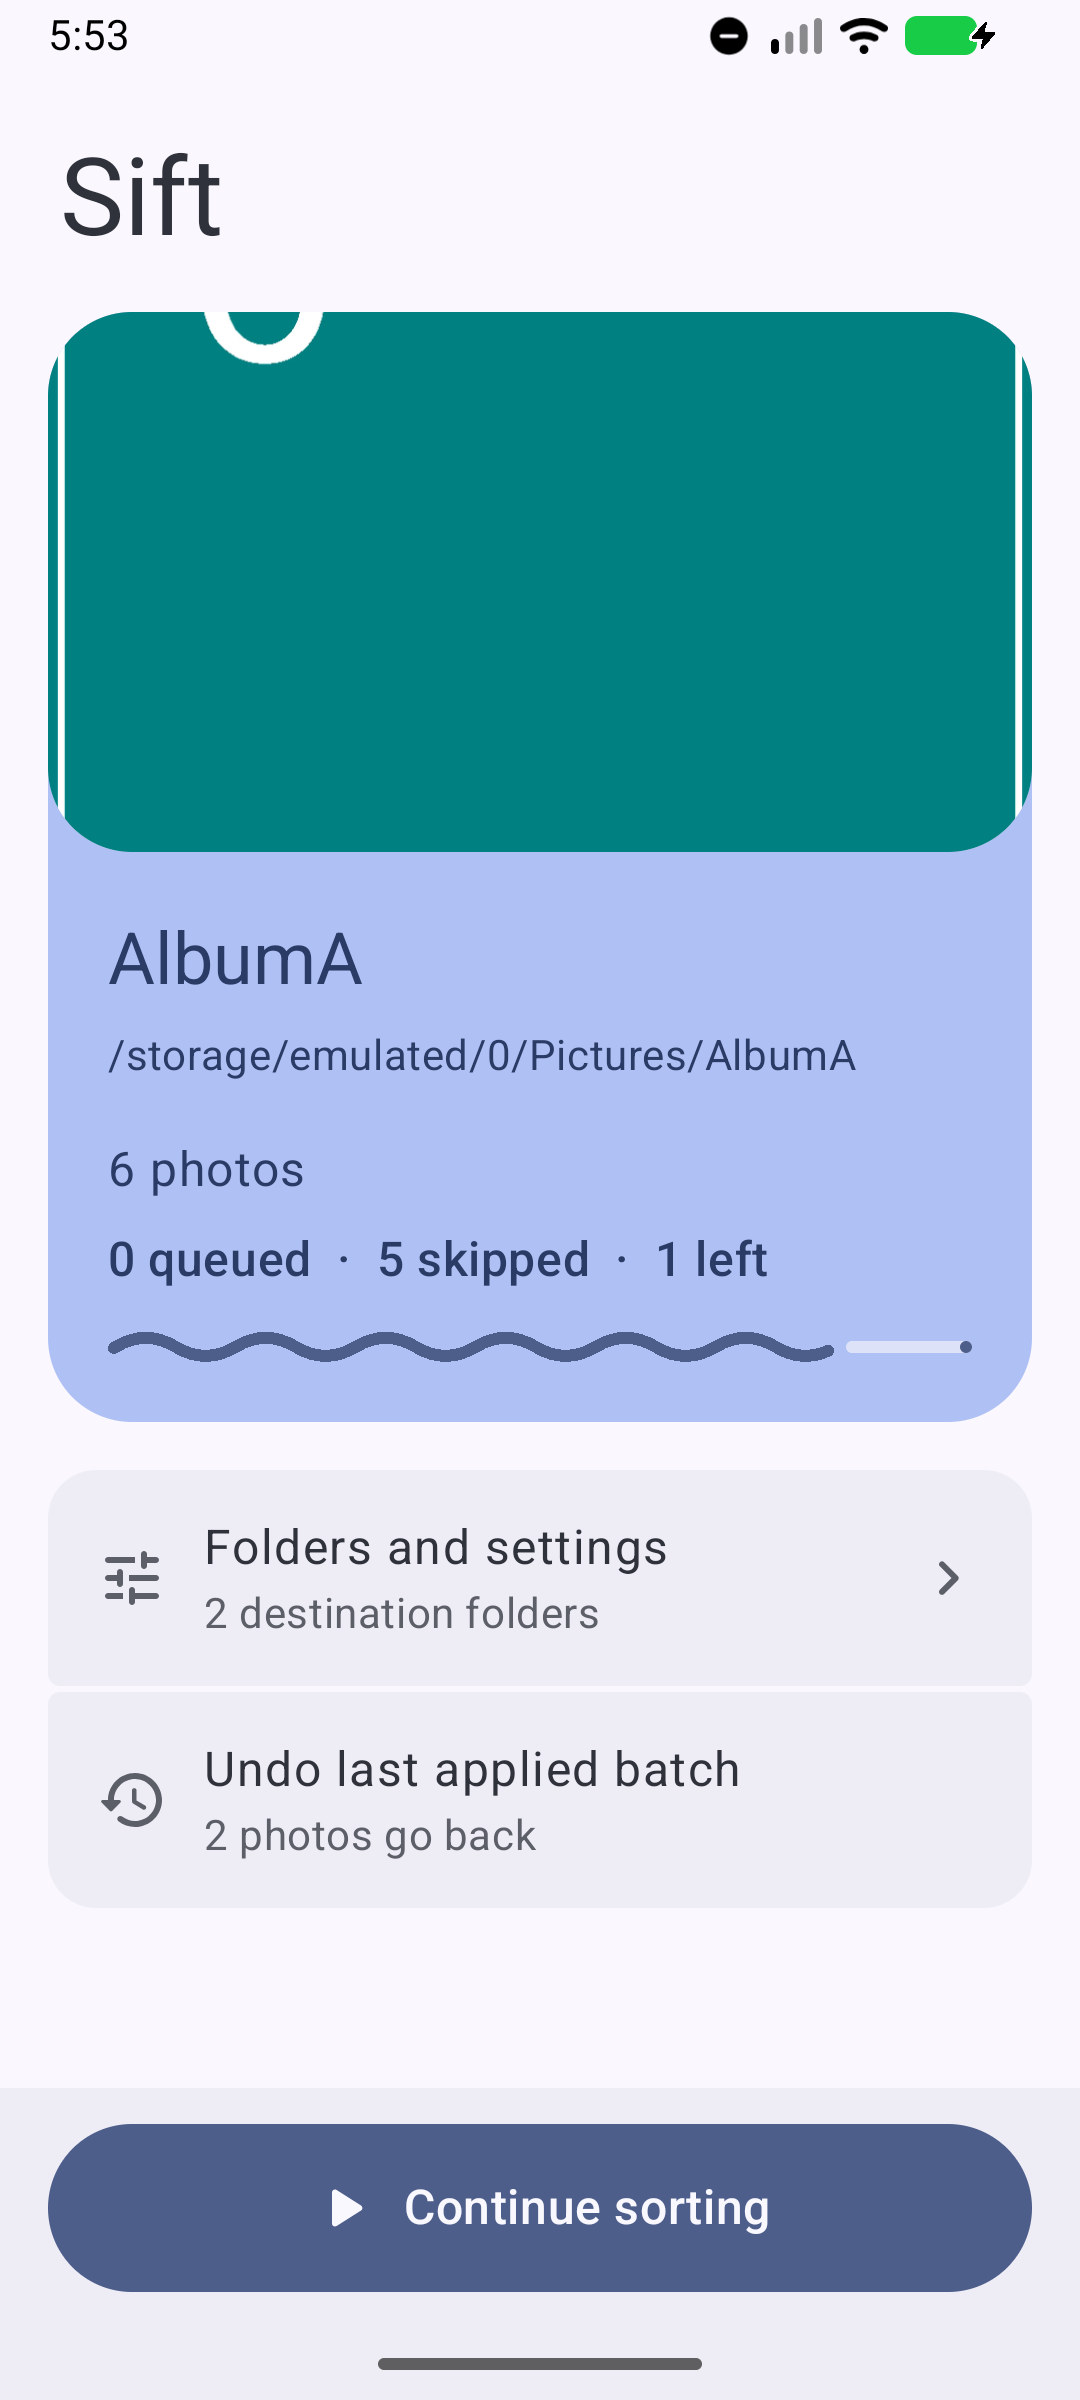 5:53
Sift
AlbumA
/storage/emulated/0/Pictures/AlbumA
6 photos
0 queued · 5 skipped · 1 left
Folders and settings
2 destination folders
Undo last applied batch
2 photos go back
Continue sorting